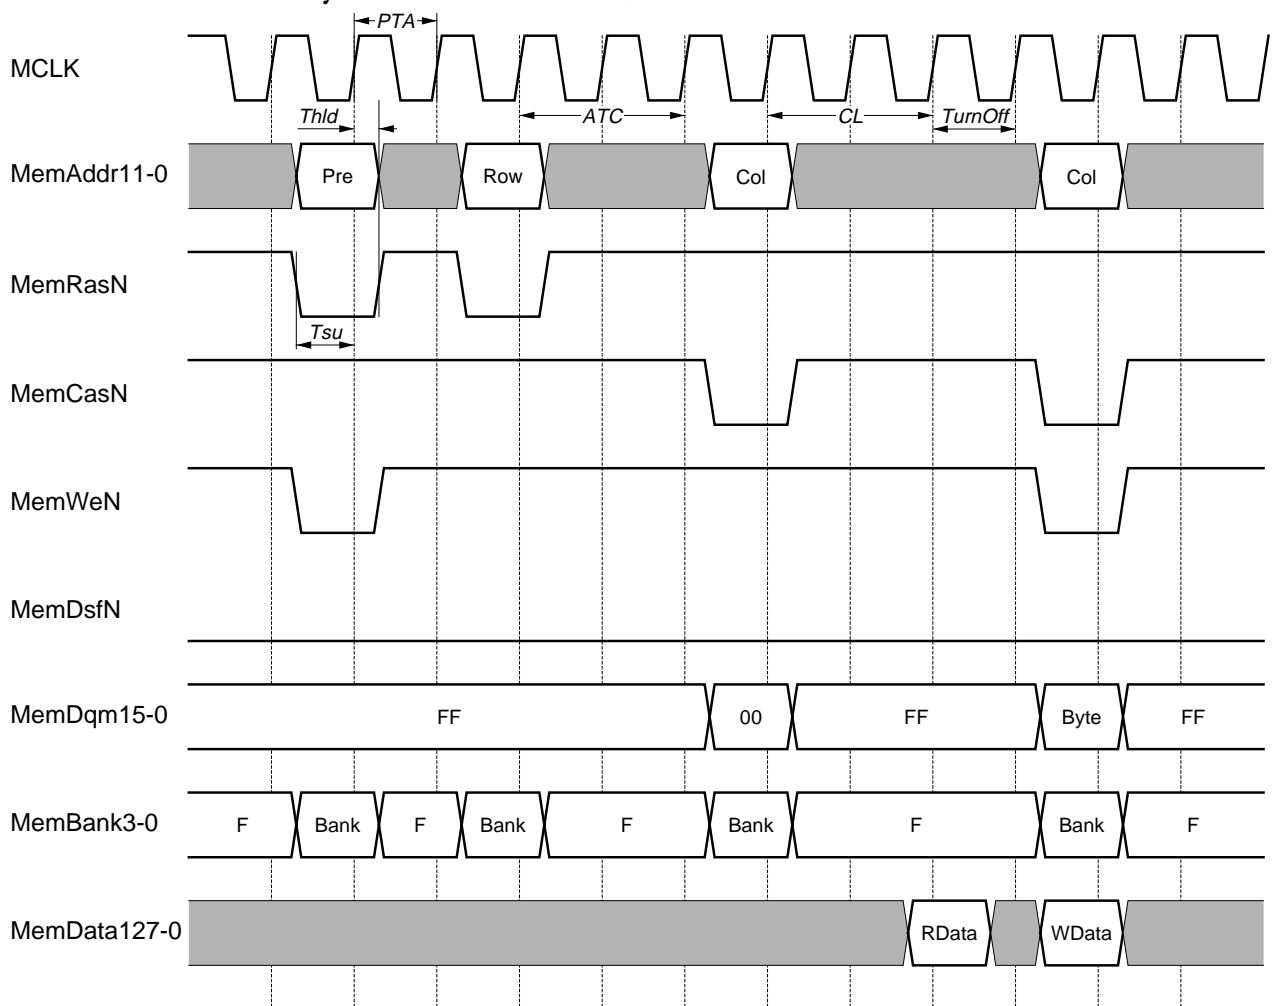 PTA
MCLK
Thld ATC CL TurnOff
MemAddr11-0 Pre Row Col Col
MemRasN
Tsu
MemCasN
MemWeN
MemDsfN
MemDqm15-0 FF 00 FF Byte FF
MemBank3-0 F Bank F Bank F Bank F Bank F
MemData127-0 RData WData